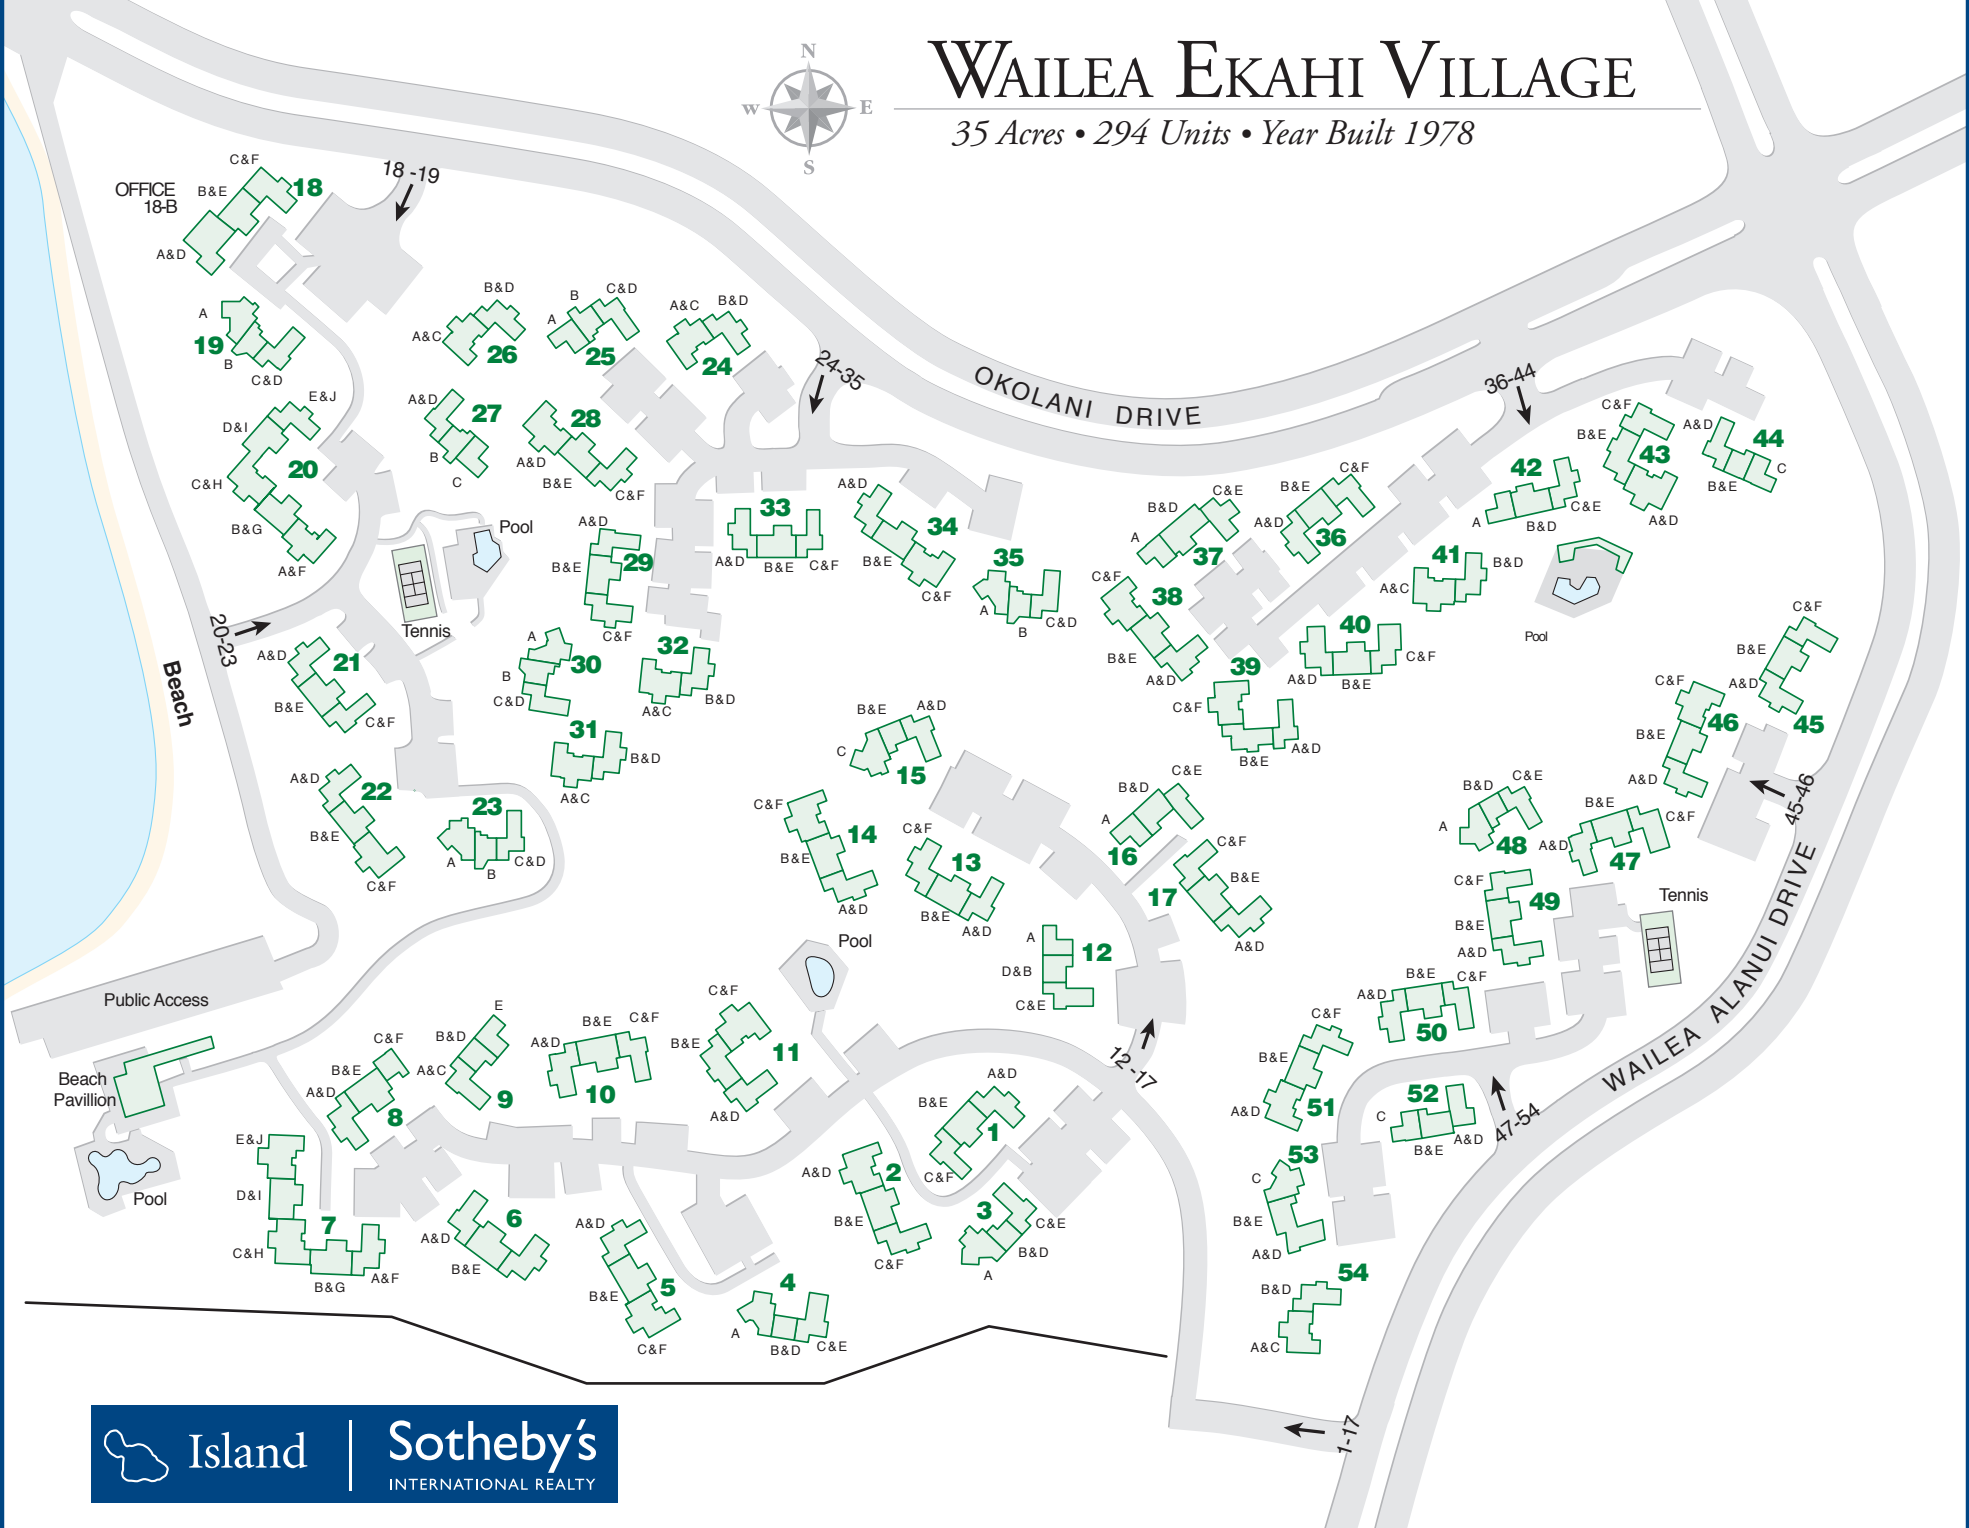 WAILEA EKAHI VILLAGE
35 Acres • 294 Units • Year Built 1978
N
W
E
S
18 -19
C&F
B&E
18
OFFICE
18-B
A&D
A
19
B
C&D
E&J
D&I
20
C&H
B&G
A&F
B&D
A&C
26
B
C&D
A
25
A&C
B&D
24
24-35
OKOLANI DRIVE
36-44
A&D
27
B
C
28
A&D
B&E
C&F
Pool
Tennis
A&D
B&E
29
C&F
33
A&D
B&E
C&F
A&D
34
B&E
C&F
35
A
B
C&D
C&E
B&D
A
37
C&F
B&E
A&D
36
42
A
B&D
C&E
C&F
B&E
43
A&D
A&D
44
C
B&E
41
B&D
A&C
Pool
C&F
38
B&E
A&D
40
A&D
B&E
C&F
39
C&F
B&E
A&D
20-23
Beach
A&D
21
B&E
C&F
A
30
B
C&D
32
B&D
A&C
31
B&D
A&C
A&D
22
B&E
C&F
23
A
B
C&D
C&F
B&E
A&D
45
C&F
46
B&E
A&D
45-46
B&E
A&D
C
15
C&F
14
B&E
A&D
C&F
13
B&E
A&D
C&E
B&D
A
16
C&F
17
B&E
A&D
C&E
B&D
A
48
B&E
C&F
A&D
47
C&F
49
B&E
A&D
Tennis
WAILEA ALANUI DRIVE
Pool
A
12
D&B
C&E
12 -17
B&E
C&F
A&D
50
C&F
B&E
A&D
51
52
C
B&E
A&D
47-54
53
C
B&E
A&D
54
B&D
A&C
Public Access
Beach
Pavillion
Pool
C&F
B&E
A&D
8
E
B&D
A&C
9
B&E
C&F
A&D
10
C&F
B&E
11
A&D
A&D
B&E
1
C&F
A&D
2
B&E
C&F
3
C&E
B&D
A
E&J
D&I
7
C&H
B&G
A&F
6
A&D
B&E
A&D
B&E
5
C&F
4
A
B&D
C&E
1-17
Island
Sotheby's
INTERNATIONAL REALTY